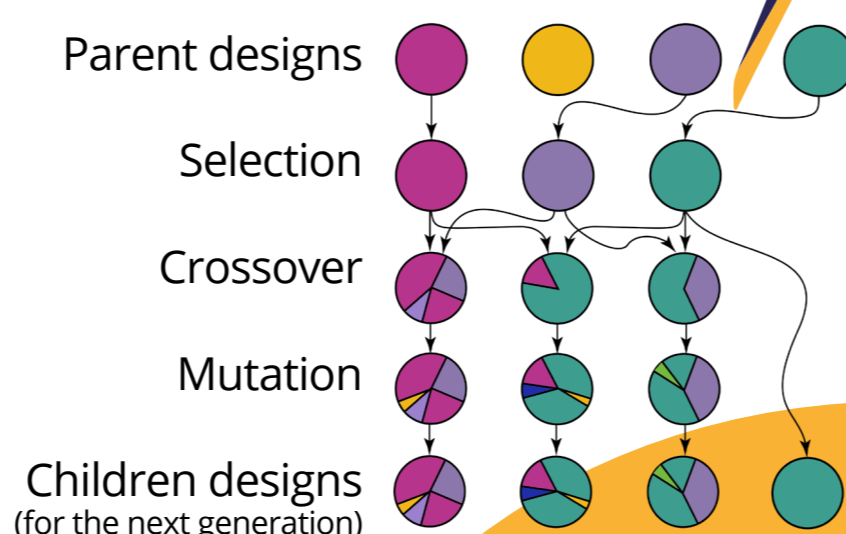 Parent designs
Selection
Crossover
Mutation
Children designs
(for the next generation)